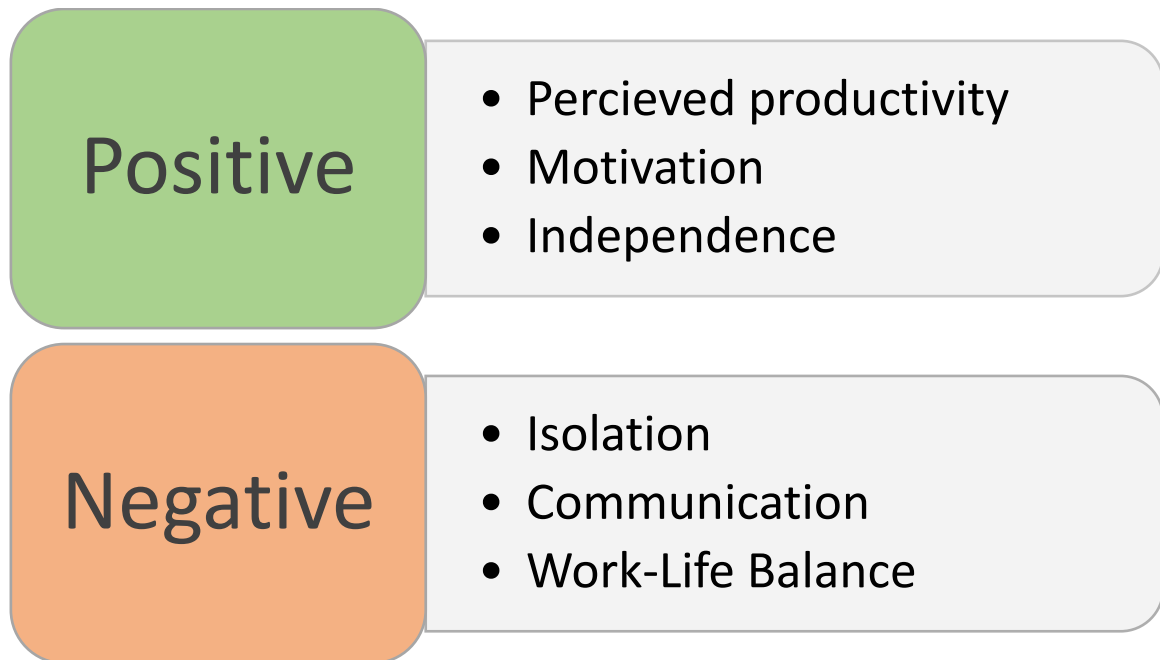 Positive
• Percieved productivity
• Motivation
• Independence
Negative
• Isolation
• Communication
• Work-Life Balance